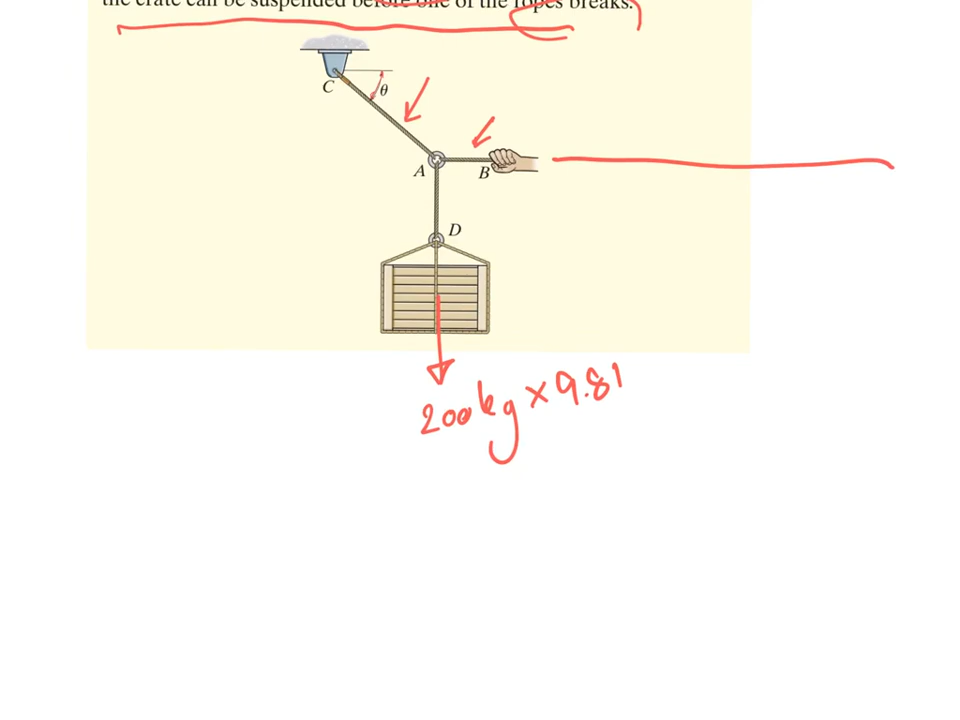 the crate can be suspended before one of the ropes breaks.
C
θ
A
B
D
200kg × 9.81